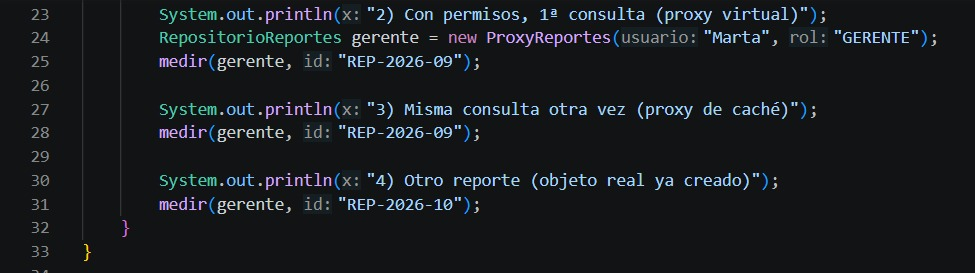 23 System.out.println(x: "2) Con permisos, 1ª consulta (proxy virtual)");
24 RepositorioReportes gerente = new ProxyReportes(usuario: "Marta", rol: "GERENTE");
25 medir(gerente, id: "REP-2026-09");
26
27 System.out.println(x: "3) Misma consulta otra vez (proxy de caché)");
28 medir(gerente, id: "REP-2026-09");
29
30 System.out.println(x: "4) Otro reporte (objeto real ya creado)");
31 medir(gerente, id: "REP-2026-10");
32 }
33 }